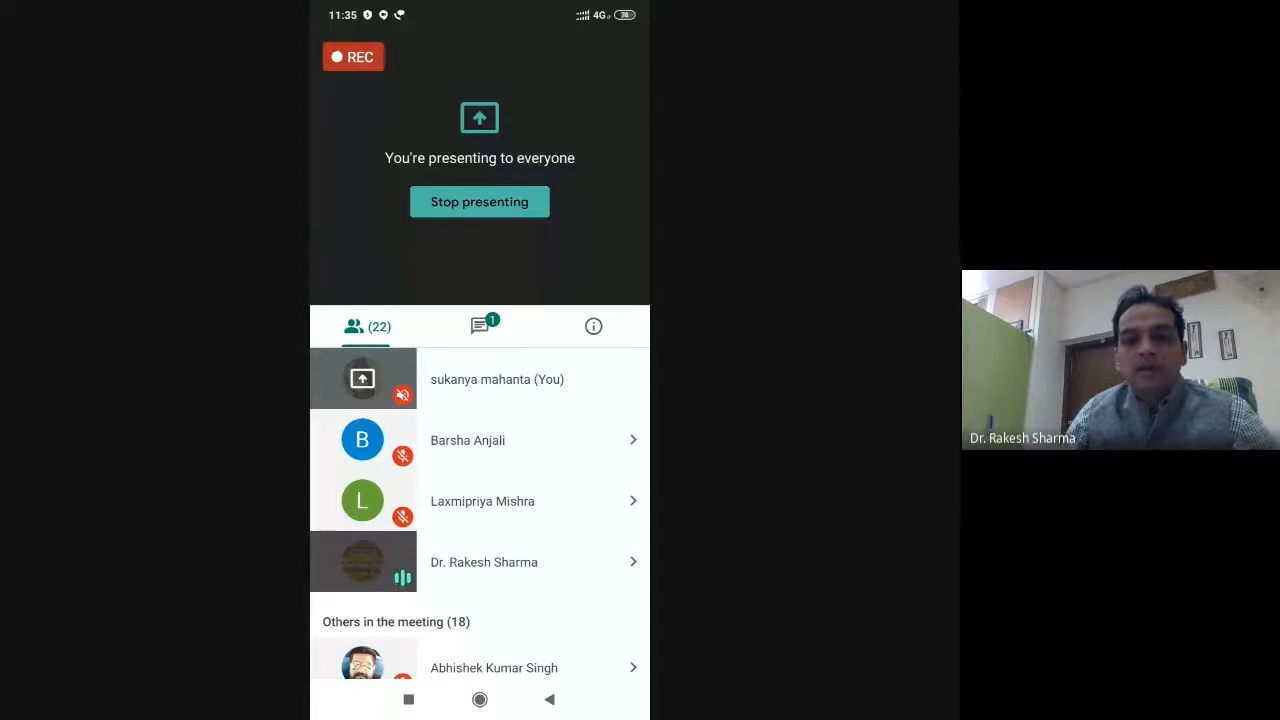 11:35
4G
74
REC
You're presenting to everyone
Stop presenting
(22)
1
sukanya mahanta (You)
B
Barsha Anjali
L
Laxmipriya Mishra
Dr. Rakesh Sharma
Others in the meeting (18)
Abhishek Kumar Singh
Dr. Rakesh Sharma